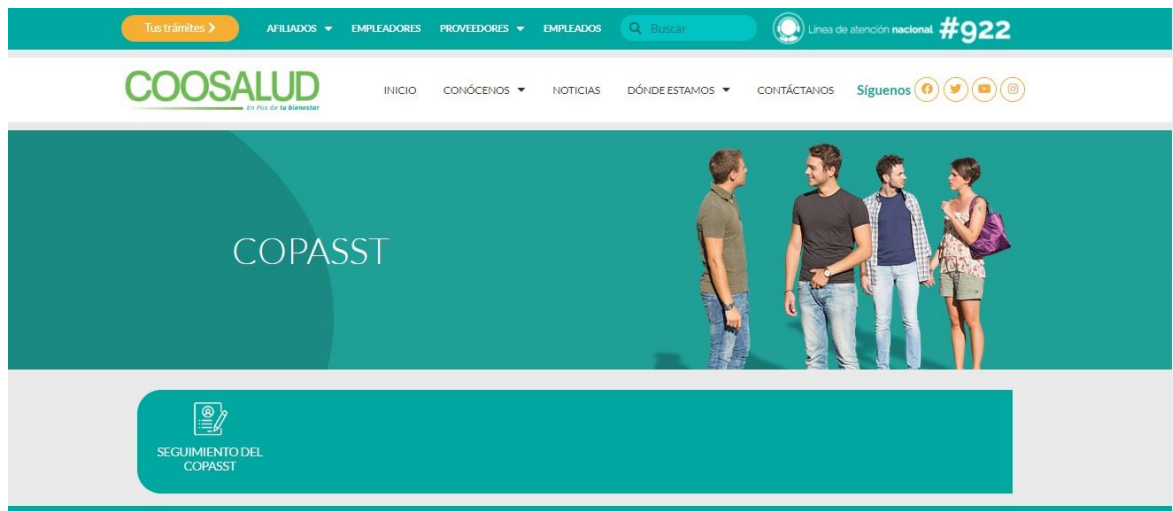 Tus trámites > AFILIADOS EMPLEADORES PROVEEDORES EMPLEADOS Buscar Línea de atención nacional #922
COOSALUD
En Pos de tu bienestar
INICIO CONÓCENOS NOTICIAS DÓNDE ESTAMOS CONTÁCTANOS Síguenos
COPASST
SEGUIMIENTO DEL
COPASST